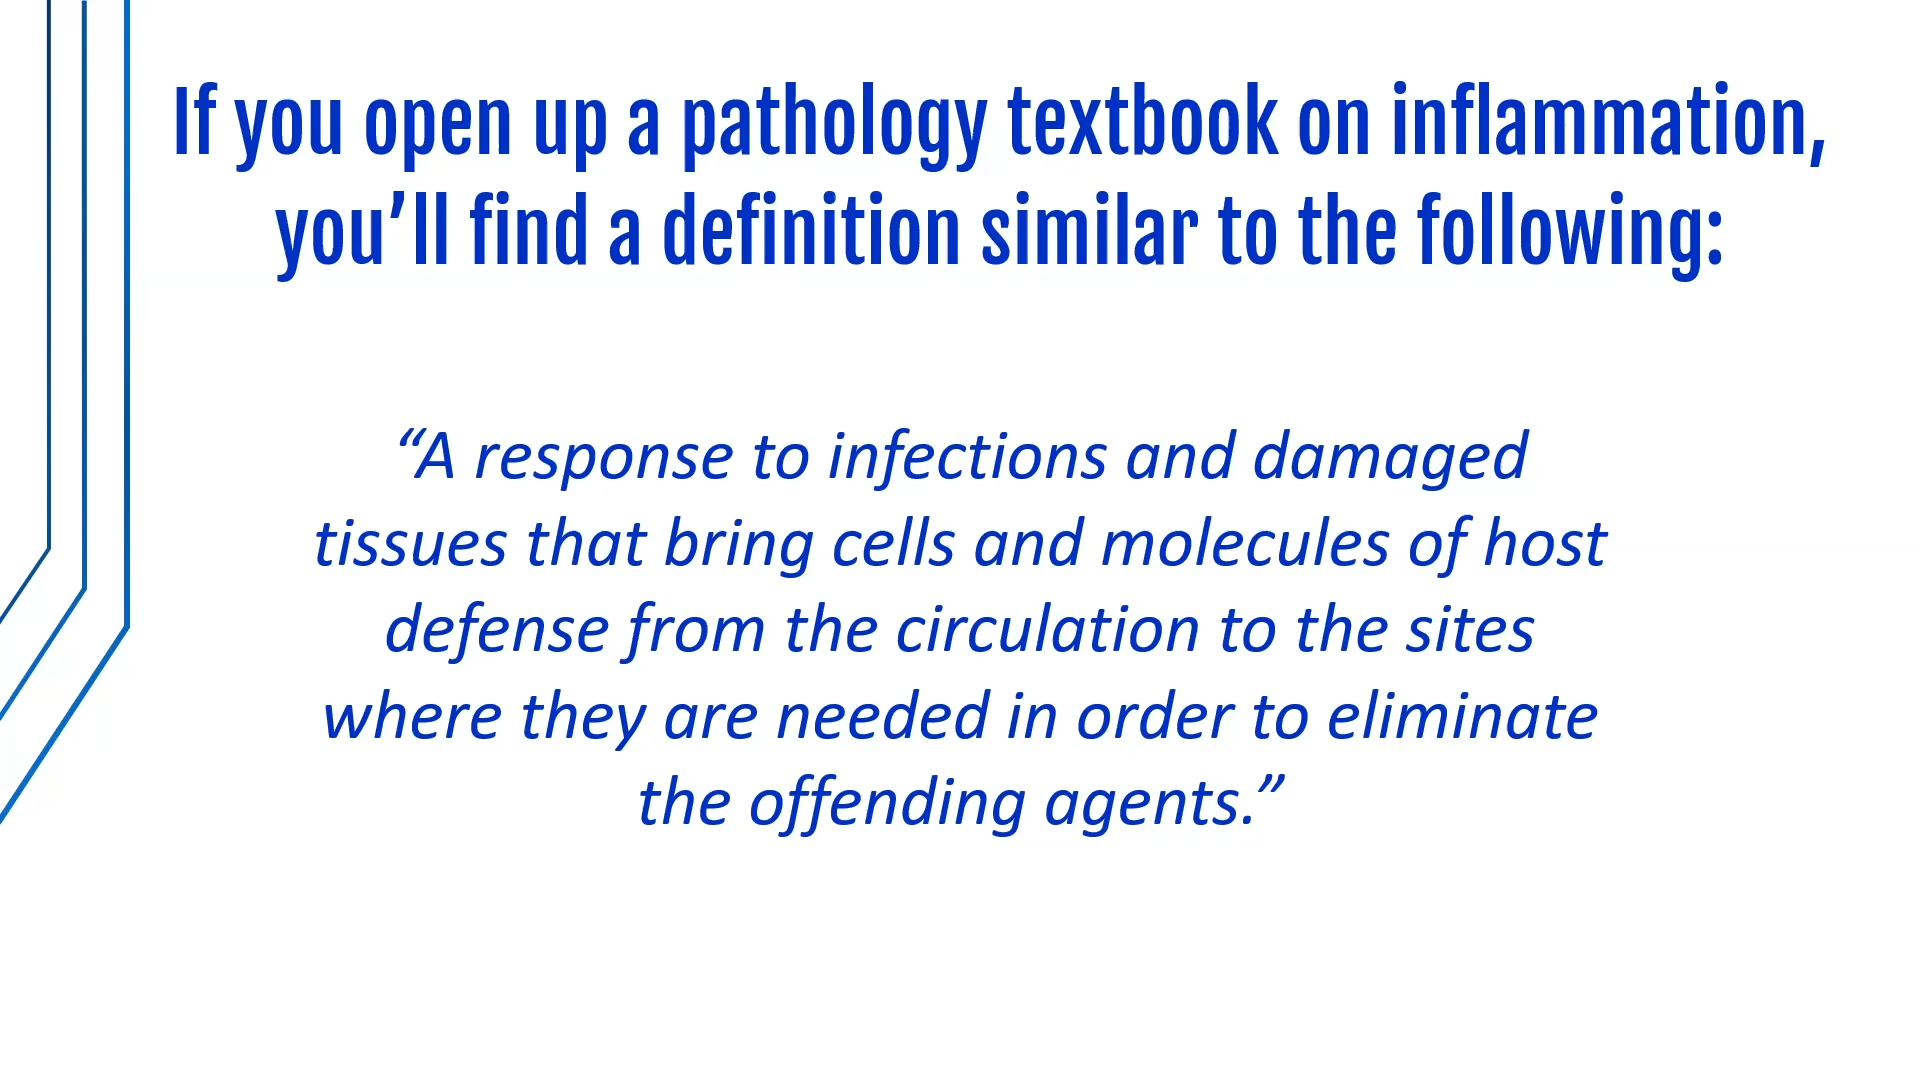 If you open up a pathology textbook on inflammation,
you’ll find a definition similar to the following:
“A response to infections and damaged
tissues that bring cells and molecules of host
defense from the circulation to the sites
where they are needed in order to eliminate
the offending agents.”